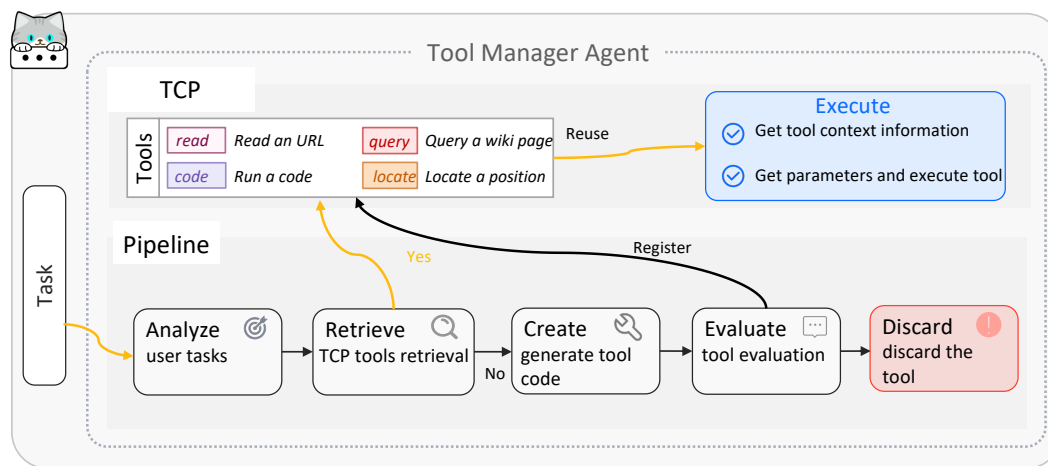 Tool Manager Agent
TCP
Tools
read Read an URL
query Query a wiki page
code Run a code
locate Locate a position
Reuse
Execute
Get tool context information
Get parameters and execute tool
Task
Pipeline
Yes
Register
Analyze
user tasks
Retrieve
TCP tools retrieval
No
Create
generate tool
code
Evaluate
tool evaluation
Discard
discard the
tool